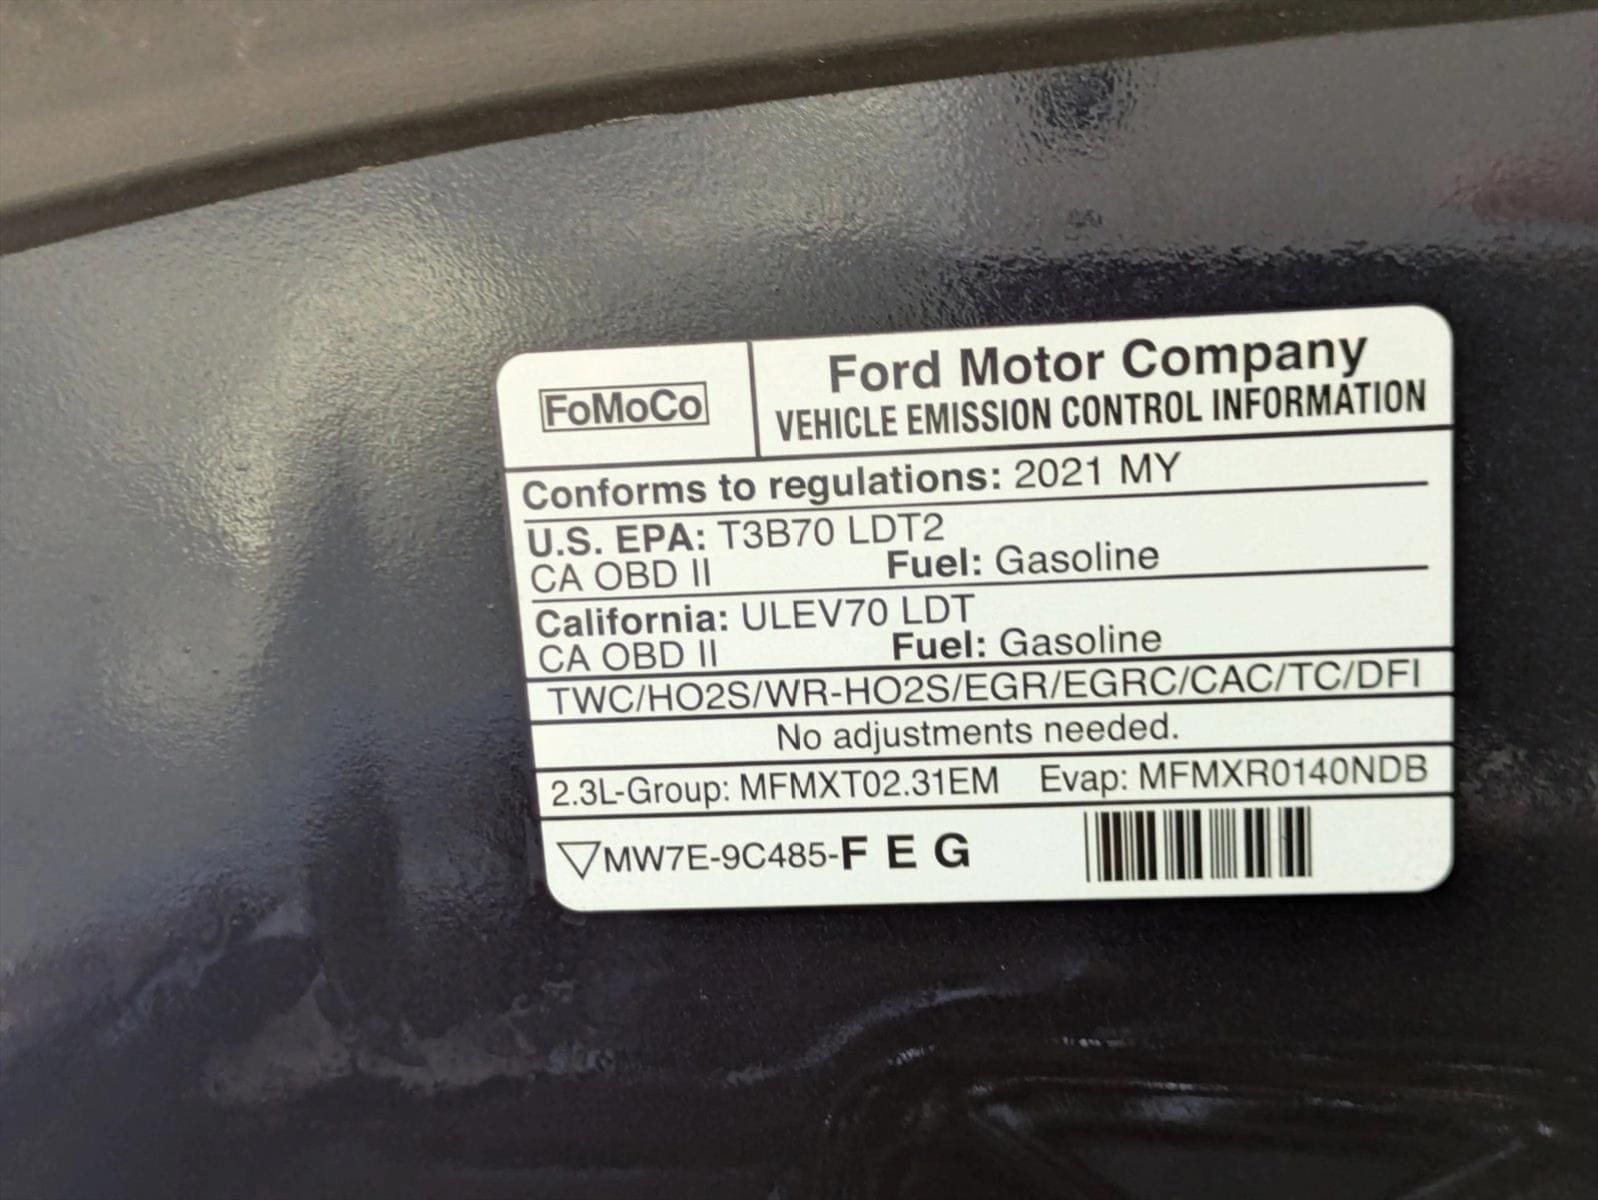 FoMoCo
Ford Motor Company
VEHICLE EMISSION CONTROL INFORMATION
Conforms to regulations: 2021 MY
U.S. EPA: T3B70 LDT2
CA OBD II Fuel: Gasoline
California: ULEV70 LDT
CA OBD II Fuel: Gasoline
TWC/HO2S/WR-HO2S/EGR/EGRC/CAC/TC/DFI
No adjustments needed.
2.3L-Group: MFMXT02.31EM Evap: MFMXR0140NDB
MW7E-9C485-F E G